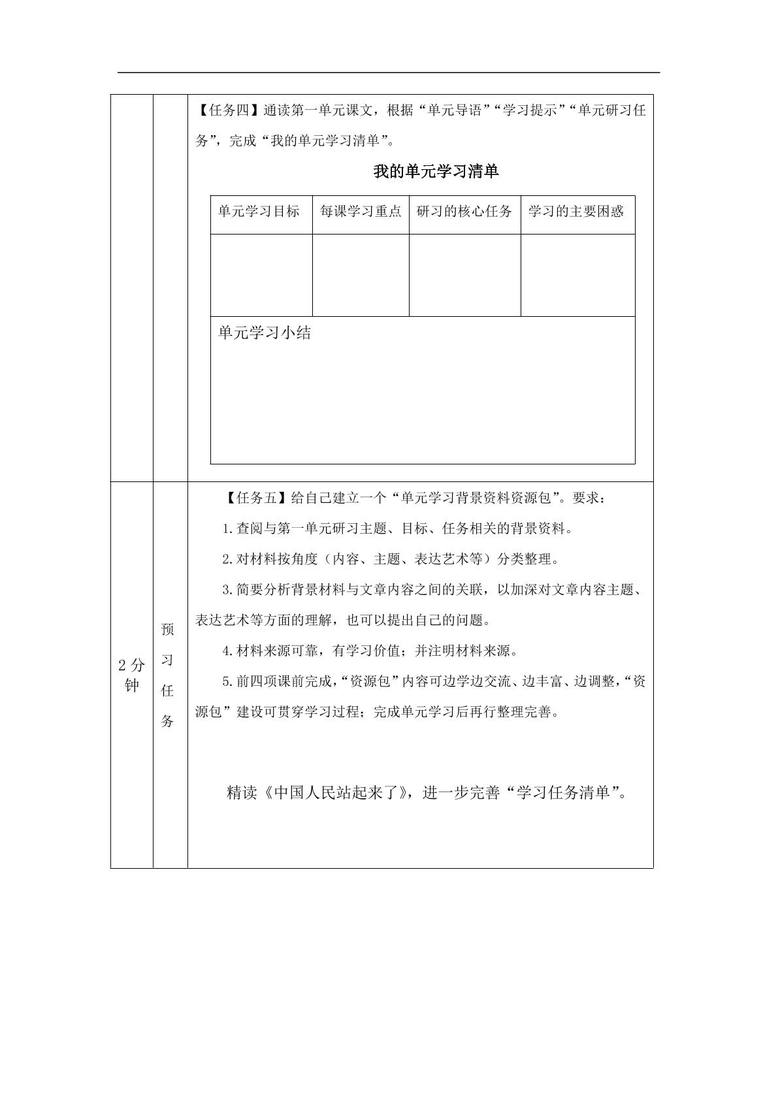 【任务四】通读第一单元课文，根据“单元导语”“学习提示”“单元研习任
务”，完成“我的单元学习清单”。
我的单元学习清单
单元学习目标 每课学习重点 研习的核心任务 学习的主要困惑
单元学习小结
2分
钟
预
习
任
务
【任务五】给自己建立一个“单元学习背景资料资源包”。要求：
1.查阅与第一单元研习主题、目标、任务相关的背景资料。
2.对材料按角度（内容、主题、表达艺术等）分类整理。
3.简要分析背景材料与文章内容之间的关联，以加深对文章内容主题、
表达艺术等方面的理解，也可以提出自己的问题。
4.材料来源可靠，有学习价值；并注明材料来源。
5.前四项课前完成，“资源包”内容可边学边交流、边丰富、边调整，“资
源包”建设可贯穿学习过程；完成单元学习后再行整理完善。
精读《中国人民站起来了》，进一步完善“学习任务清单”。